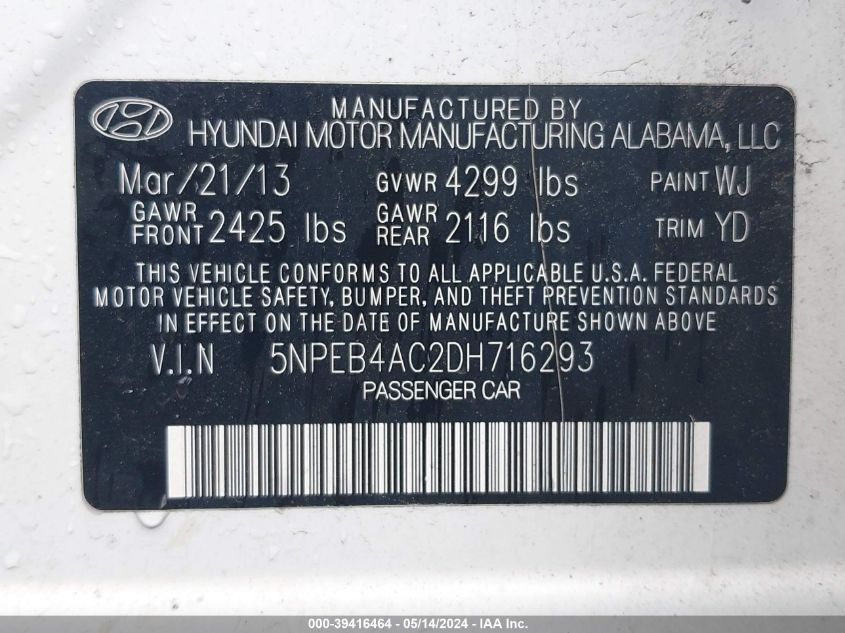 MANUFACTURED BY
HYUNDAI MOTOR MANUFACTURING ALABAMA, LLC
Mar/21/13 GVWR 4299 lbs PAINT WJ
GAWR FRONT 2425 lbs GAWR REAR 2116 lbs TRIM YD
THIS VEHICLE CONFORMS TO ALL APPLICABLE U.S.A. FEDERAL
MOTOR VEHICLE SAFETY, BUMPER, AND THEFT PREVENTION STANDARDS
IN EFFECT ON THE DATE OF MANUFACTURE SHOWN ABOVE
V.I.N 5NPEB4AC2DH716293
PASSENGER CAR
000-39416464 - 05/14/2024 - IAA Inc.